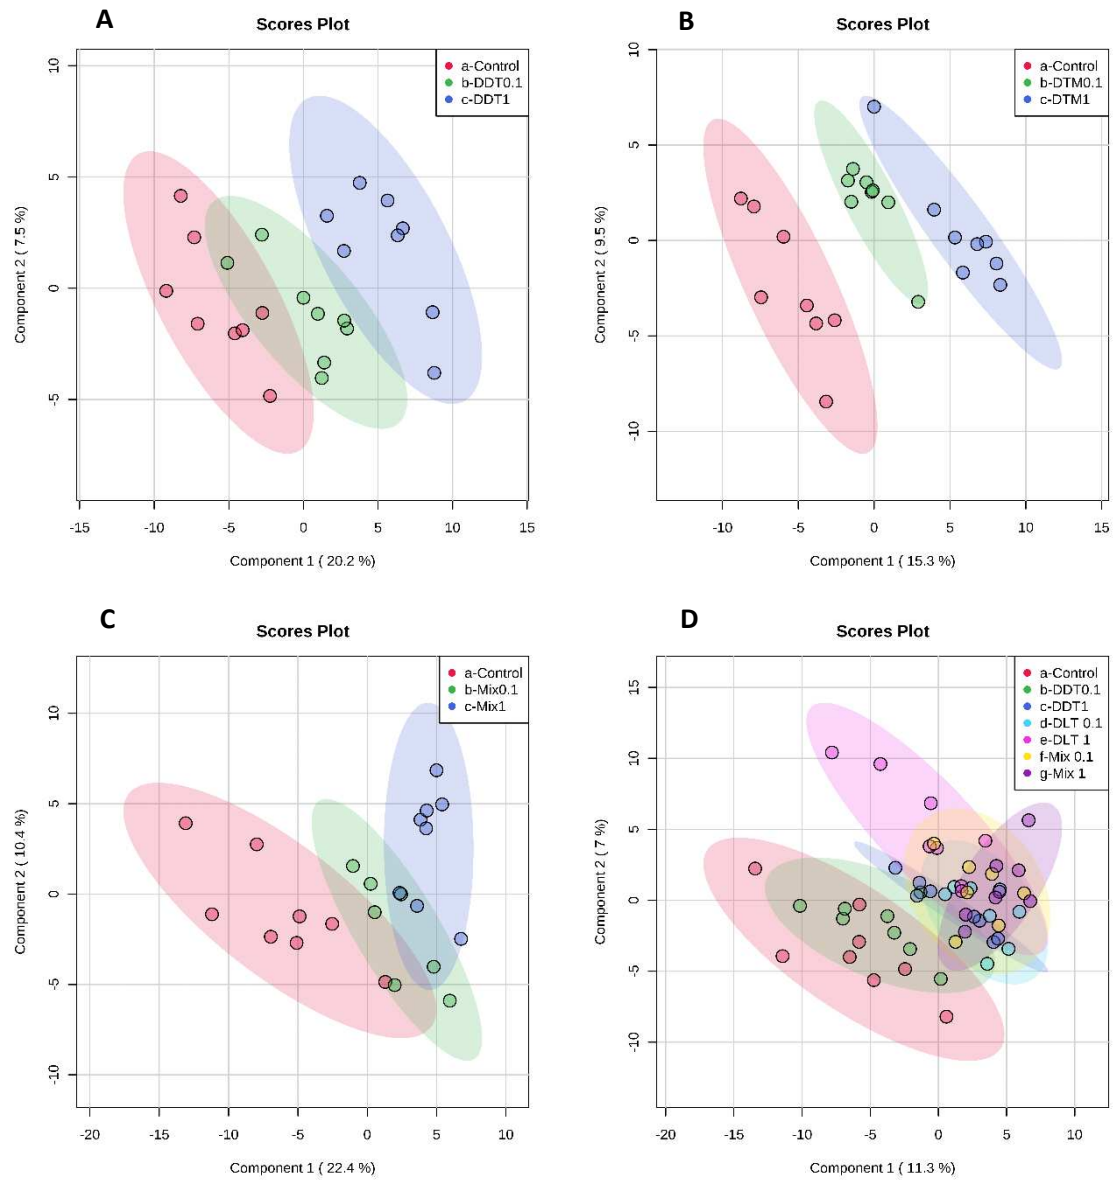 A
Scores Plot
a-Control
b-DDT0.1
c-DDT1
Component 2 ( 7.5 %)
10
5
0
-5
-15 -10 -5 0 5 10 15
Component 1 ( 20.2 %)
B
Scores Plot
a-Control
b-DTM0.1
c-DTM1
Component 2 ( 9.5 %)
10
5
0
-5
-10
-10 -5 0 5 10 15
Component 1 ( 15.3 %)
C
Scores Plot
a-Control
b-Mix0.1
c-Mix1
Component 2 ( 10.4 %)
10
5
0
-5
-10
-20 -15 -10 -5 0 5 10
Component 1 ( 22.4 %)
D
Scores Plot
a-Control
b-DDT0.1
c-DDT1
d-DLT 0.1
e-DLT 1
f-Mix 0.1
g-Mix 1
Component 2 ( 7 %)
15
10
5
0
-5
-10
-20 -15 -10 -5 0 5 10
Component 1 ( 11.3 %)